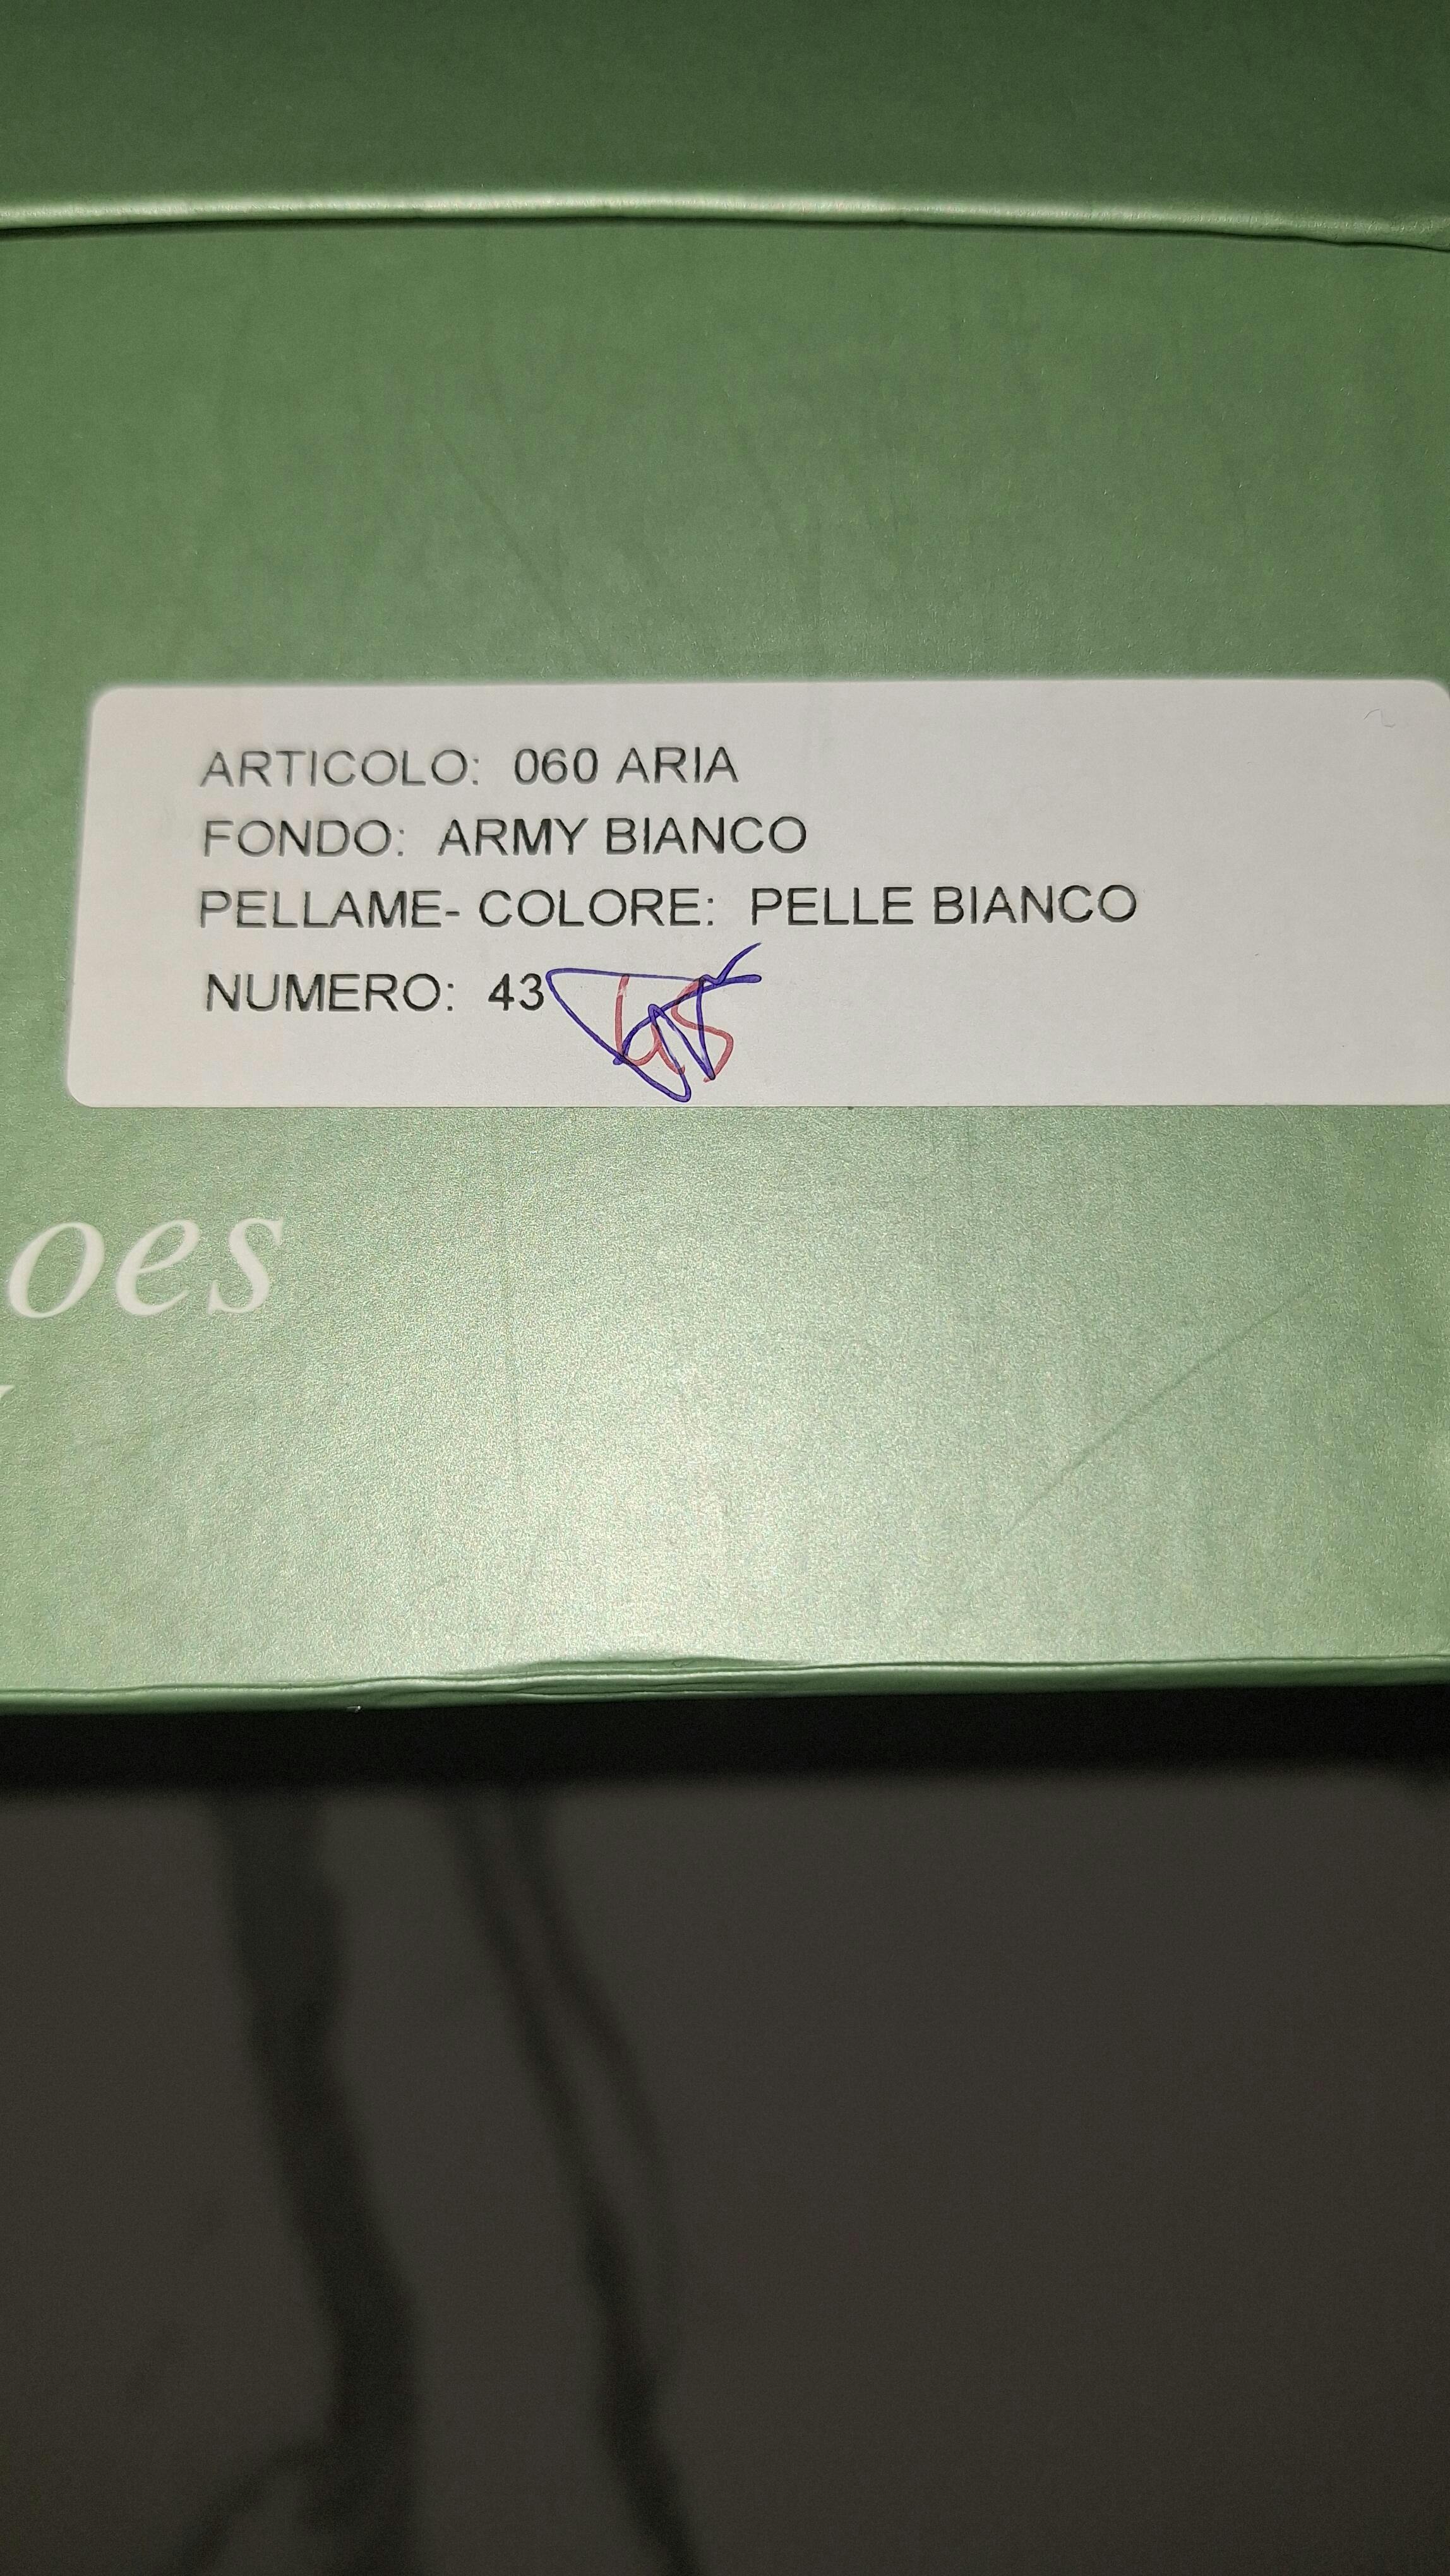 ARTICOLO: 060 ARIA
FONDO: ARMY BIANCO
PELLAME- COLORE: PELLE BIANCO
NUMERO: 43
oes